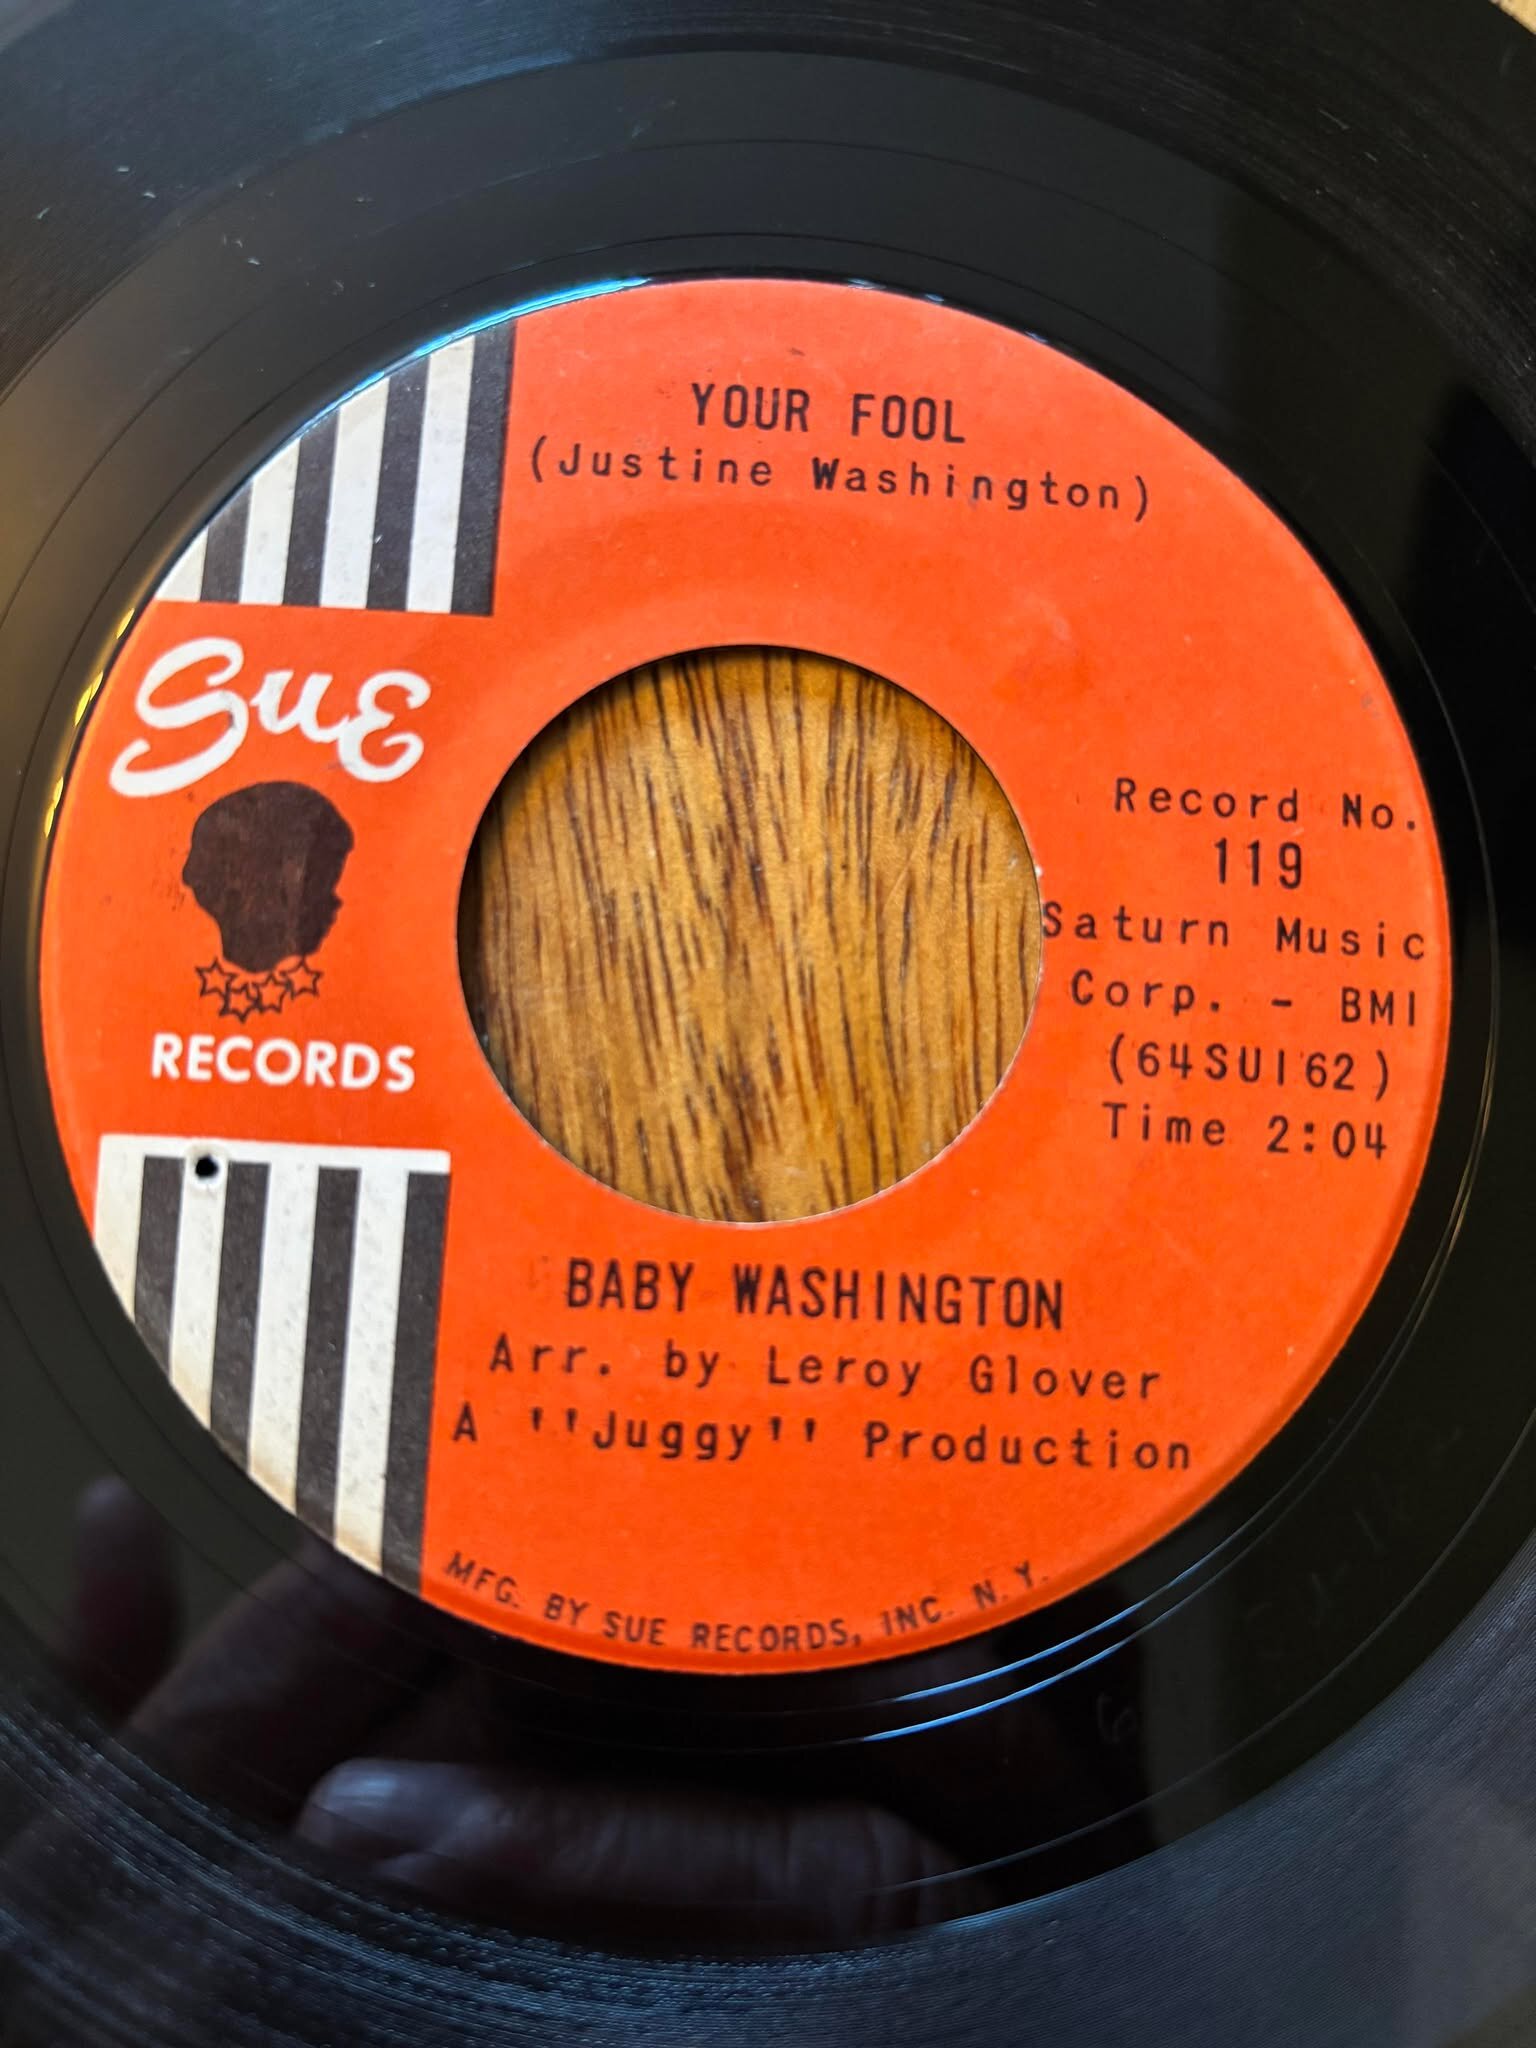 YOUR FOOL
(Justine Washington)
Sue
RECORDS
Record No.
119
Saturn Music
Corp. - BMI
(64SU162)
Time 2:04
BABY WASHINGTON
Arr. by Leroy Glover
A ''Juggy'' Production
MFG. BY SUE RECORDS, INC. N.Y.